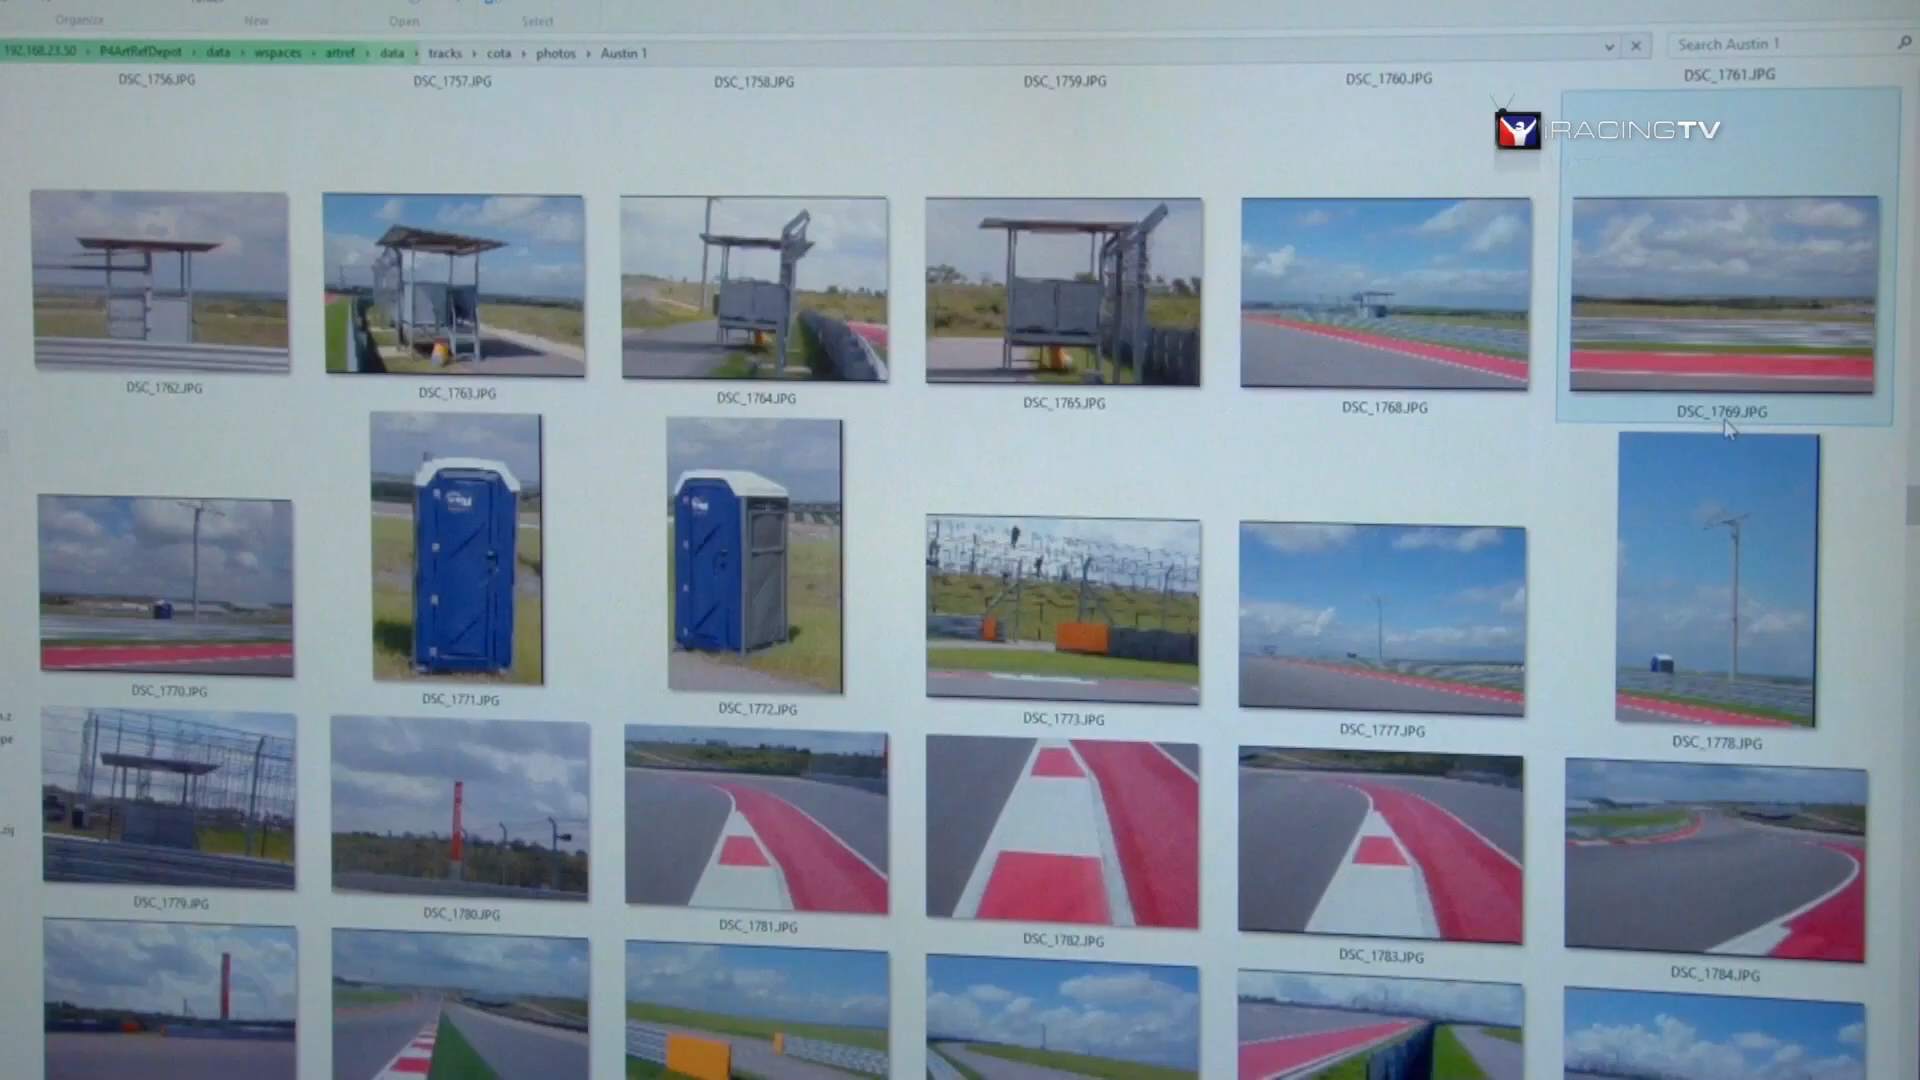 Organize New Open Select
192.168.23.50 › P4ArtRefDepot › data › wspaces › artref › data › tracks › cota › photos › Austin 1
Search Austin 1
DSC_1756.JPG DSC_1757.JPG DSC_1758.JPG DSC_1759.JPG DSC_1760.JPG DSC_1761.JPG
iRACINGTV
DSC_1762.JPG DSC_1763.JPG DSC_1764.JPG DSC_1765.JPG DSC_1768.JPG DSC_1769.JPG
DSC_1770.JPG DSC_1771.JPG DSC_1772.JPG DSC_1773.JPG DSC_1777.JPG DSC_1778.JPG
DSC_1779.JPG DSC_1780.JPG DSC_1781.JPG DSC_1782.JPG DSC_1783.JPG DSC_1784.JPG